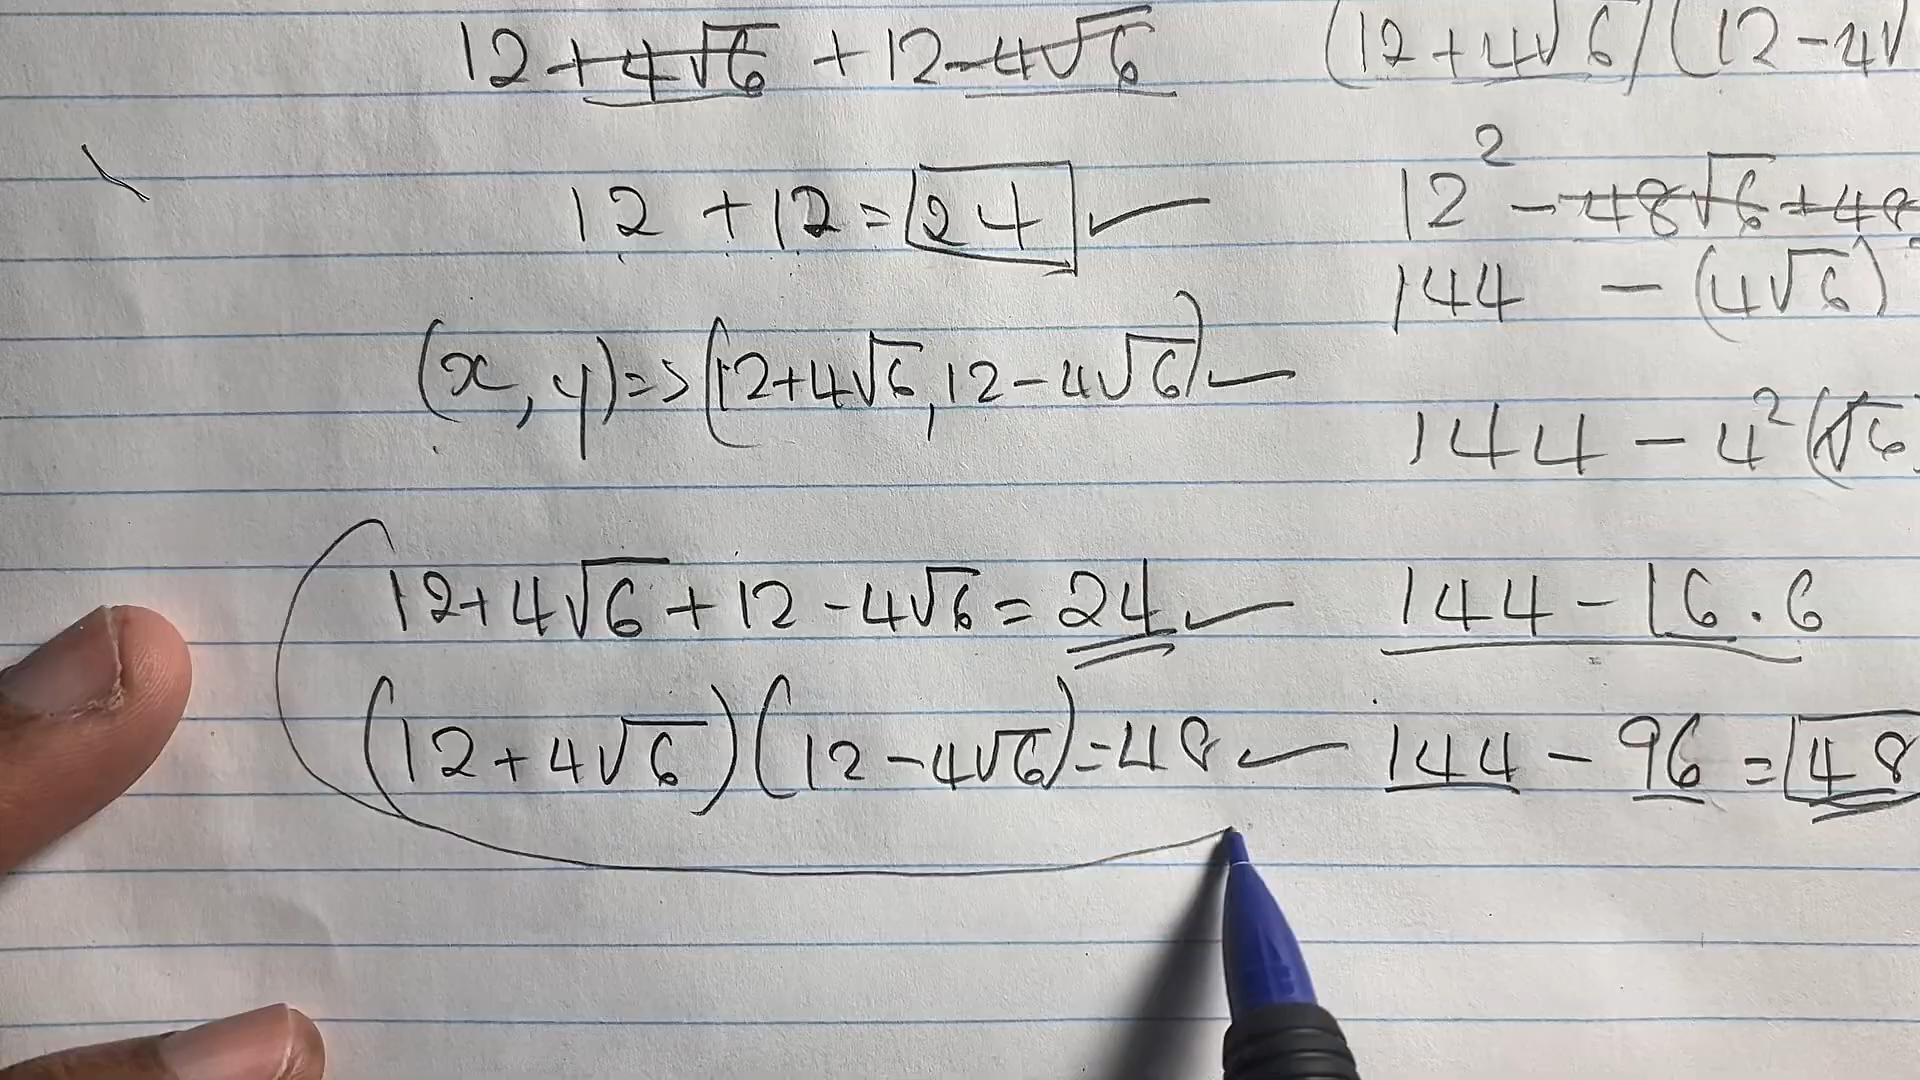 12+4√6 + 12-4√6
(12+4√6)(12-4√
12 + 12 = 24 ✓
12² - 48√6 + 48
144 - (4√6)²
(x, y) => (12+4√6, 12-4√6) ✓
144 - 4²(√6)
12+4√6 + 12-4√6 = 24 ✓
144 - 16 . 6
(12+4√6)(12-4√6) = 48 ✓
144 - 96 = 48